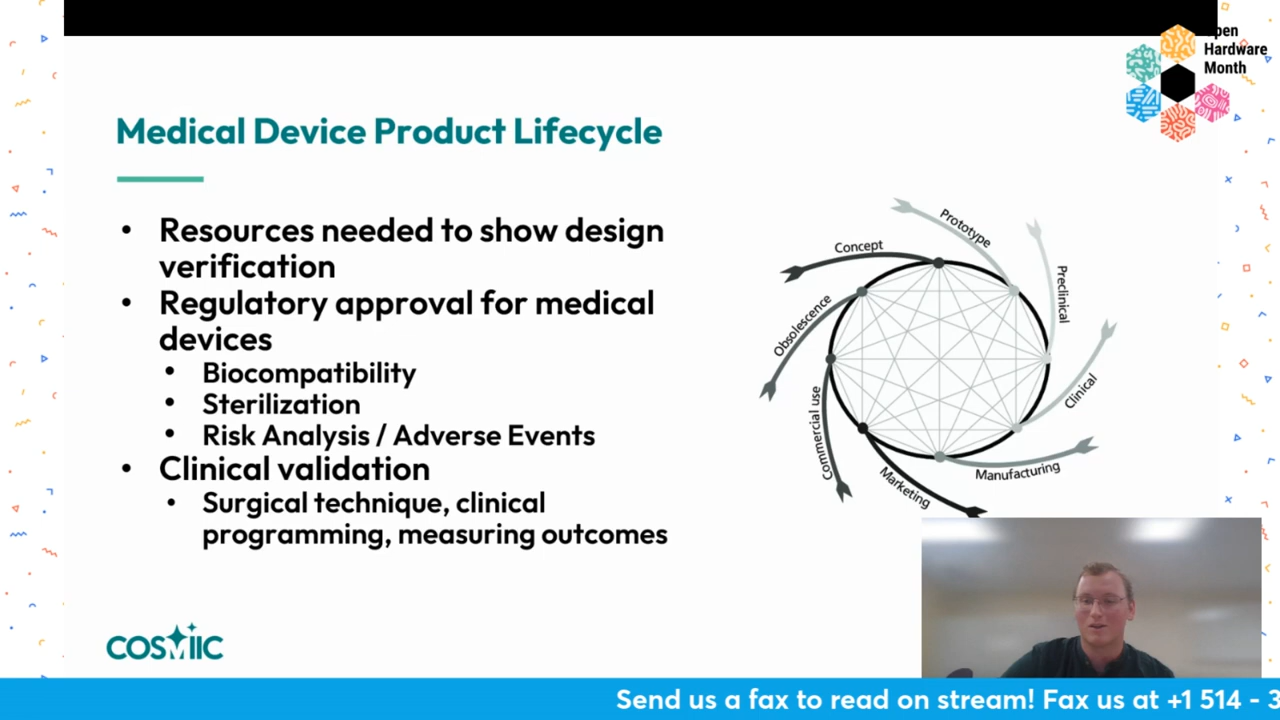 Open
Hardware
Month
Medical Device Product Lifecycle
• Resources needed to show design
verification
• Regulatory approval for medical
devices
• Biocompatibility
• Sterilization
• Risk Analysis / Adverse Events
• Clinical validation
• Surgical technique, clinical
programming, measuring outcomes
Concept
Prototype
Preclinical
Clinical
Manufacturing
Marketing
Commercial use
Obsolescence
COSMIIC
Send us a fax to read on stream! Fax us at +1 514 - 3